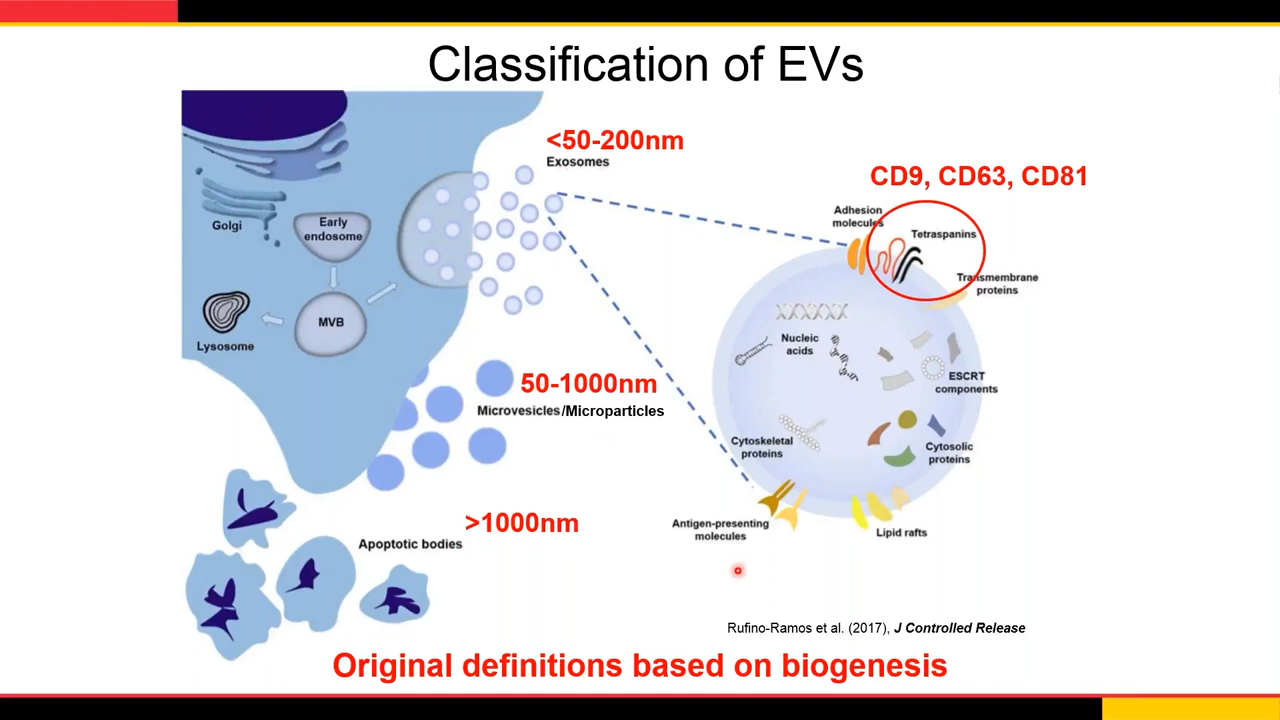 Classification of EVs
<50-200nm
Exosomes
CD9, CD63, CD81
Adhesion
molecules
Tetraspanins
Transmembrane
proteins
Golgi
Early
endosome
MVB
Lysosome
Nucleic
acids
ESCRT
components
50-1000nm
Microvesicles/Microparticles
Cytoskeletal
proteins
Cytosolic
proteins
>1000nm
Apoptotic bodies
Antigen-presenting
molecules
Lipid rafts
Rufino-Ramos et al. (2017), J Controlled Release
Original definitions based on biogenesis